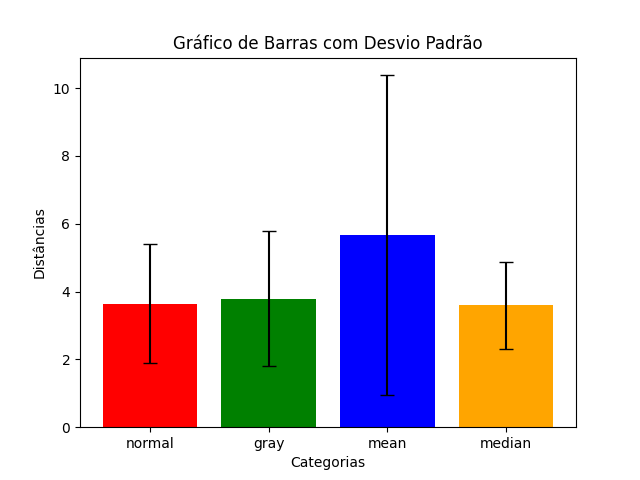 Gráfico de Barras com Desvio Padrão
Distâncias
10
8
6
4
2
0
normal gray mean median
Categorias